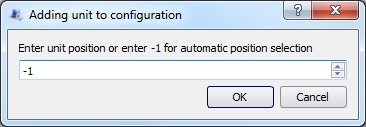 Adding unit to configuration
Enter unit position or enter -1 for automatic position selection
-1
OK Cancel